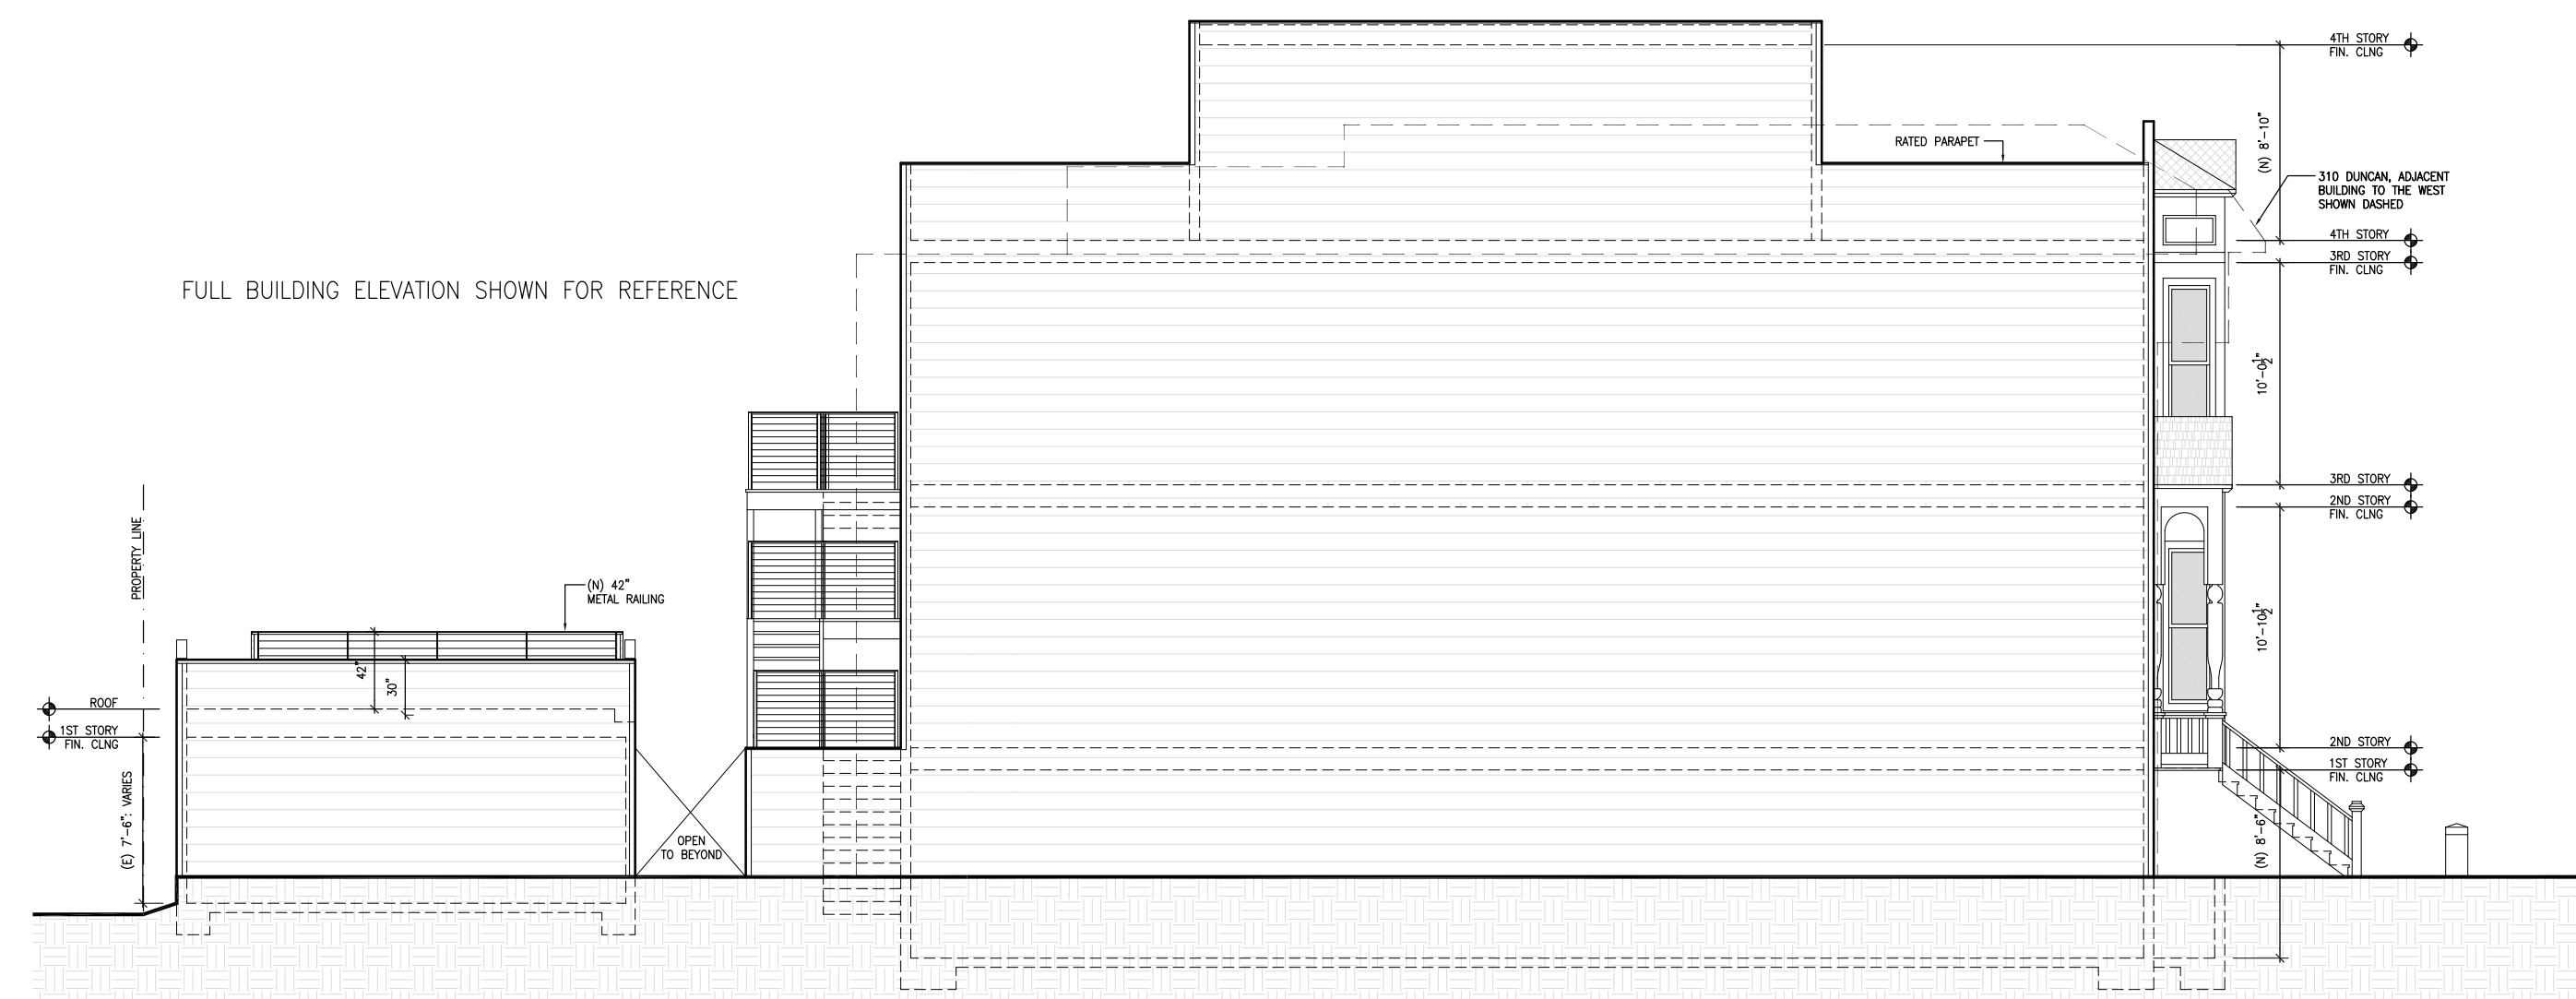 4TH STORY
FIN. CLNG
(N) 8'-10"
RATED PARAPET
310 DUNCAN, ADJACENT
BUILDING TO THE WEST
SHOWN DASHED
4TH STORY
3RD STORY
FIN. CLNG
FULL BUILDING ELEVATION SHOWN FOR REFERENCE
10'-0½"
3RD STORY
2ND STORY
FIN. CLNG
PROPERTY LINE
(N) 42"
METAL RAILING
10'-10½"
42"
30"
ROOF
1ST STORY
FIN. CLNG
2ND STORY
1ST STORY
FIN. CLNG
(E) 7'-6": VARIES
OPEN
TO BEYOND
(N) 8'-6"